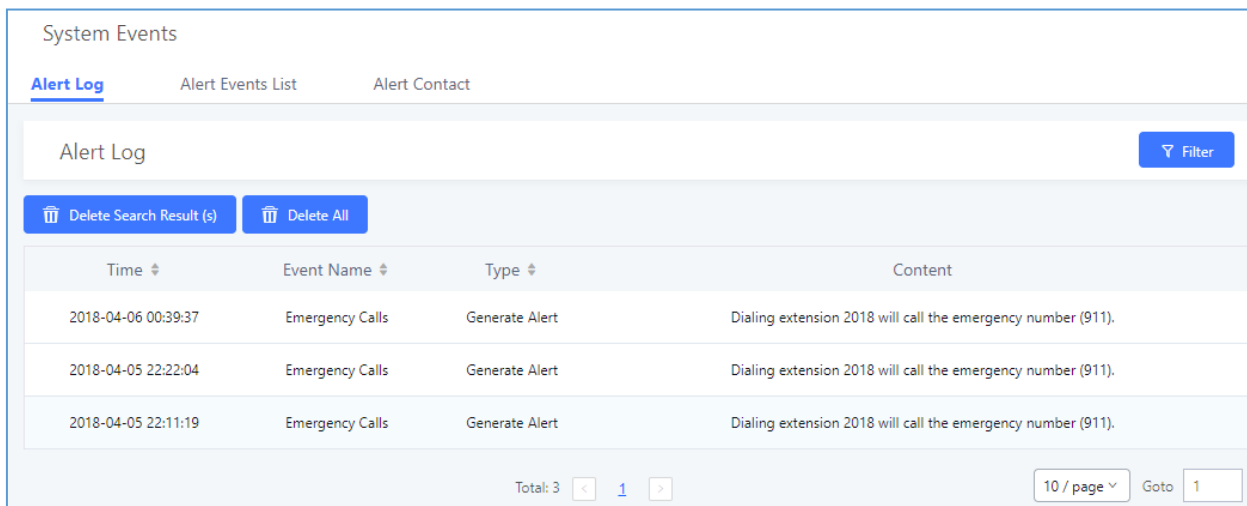 System Events
Alert Log Alert Events List Alert Contact
Alert Log Filter
Delete Search Result (s) Delete All
Time Event Name Type Content
2018-04-06 00:39:37 Emergency Calls Generate Alert Dialing extension 2018 will call the emergency number (911).
2018-04-05 22:22:04 Emergency Calls Generate Alert Dialing extension 2018 will call the emergency number (911).
2018-04-05 22:11:19 Emergency Calls Generate Alert Dialing extension 2018 will call the emergency number (911).
Total: 3 < 1 > 10 / page Goto 1